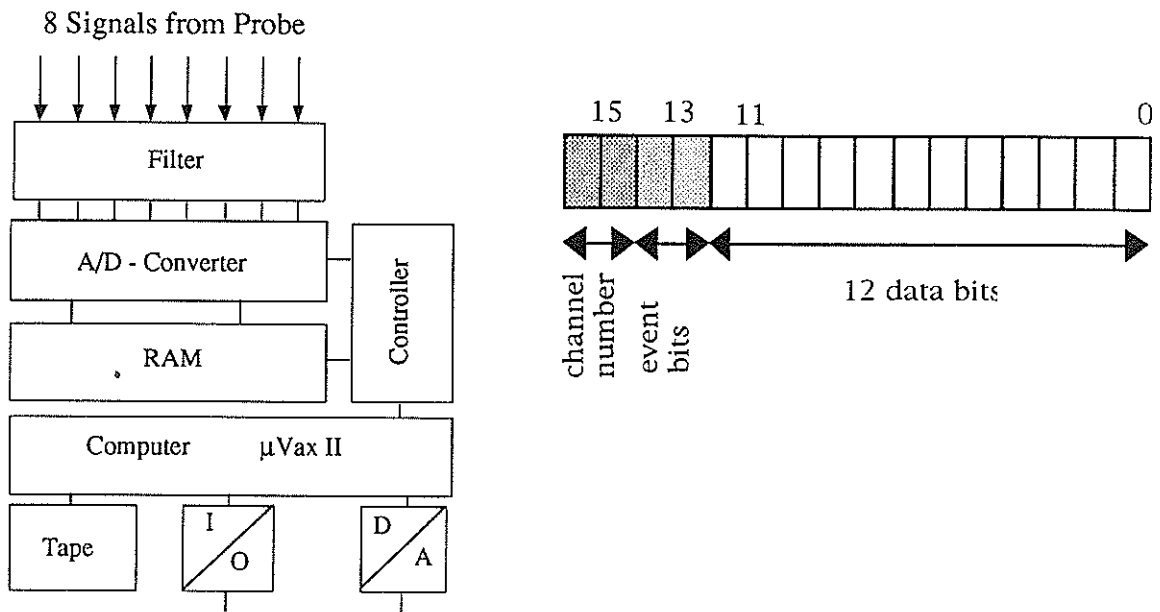 8 Signals from Probe
Filter
A/D - Converter
Controller
RAM
Computer μVax II
Tape
I
O
D
A
15 13 11 0
channel
number
event
bits
12 data bits